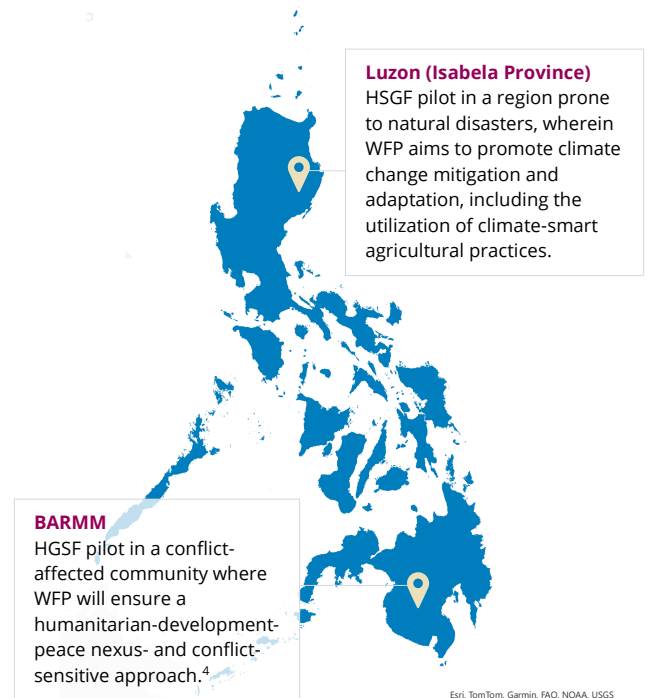 Luzon (Isabela Province)
HSGF pilot in a region prone
to natural disasters, wherein
WFP aims to promote climate
change mitigation and
adaptation, including the
utilization of climate-smart
agricultural practices.
BARMM
HGSF pilot in a conflict-
affected community where
WFP will ensure a
humanitarian-development-
peace nexus- and conflict-
sensitive approach.⁴
Esri, TomTom, Garmin, FAO, NOAA, USGS